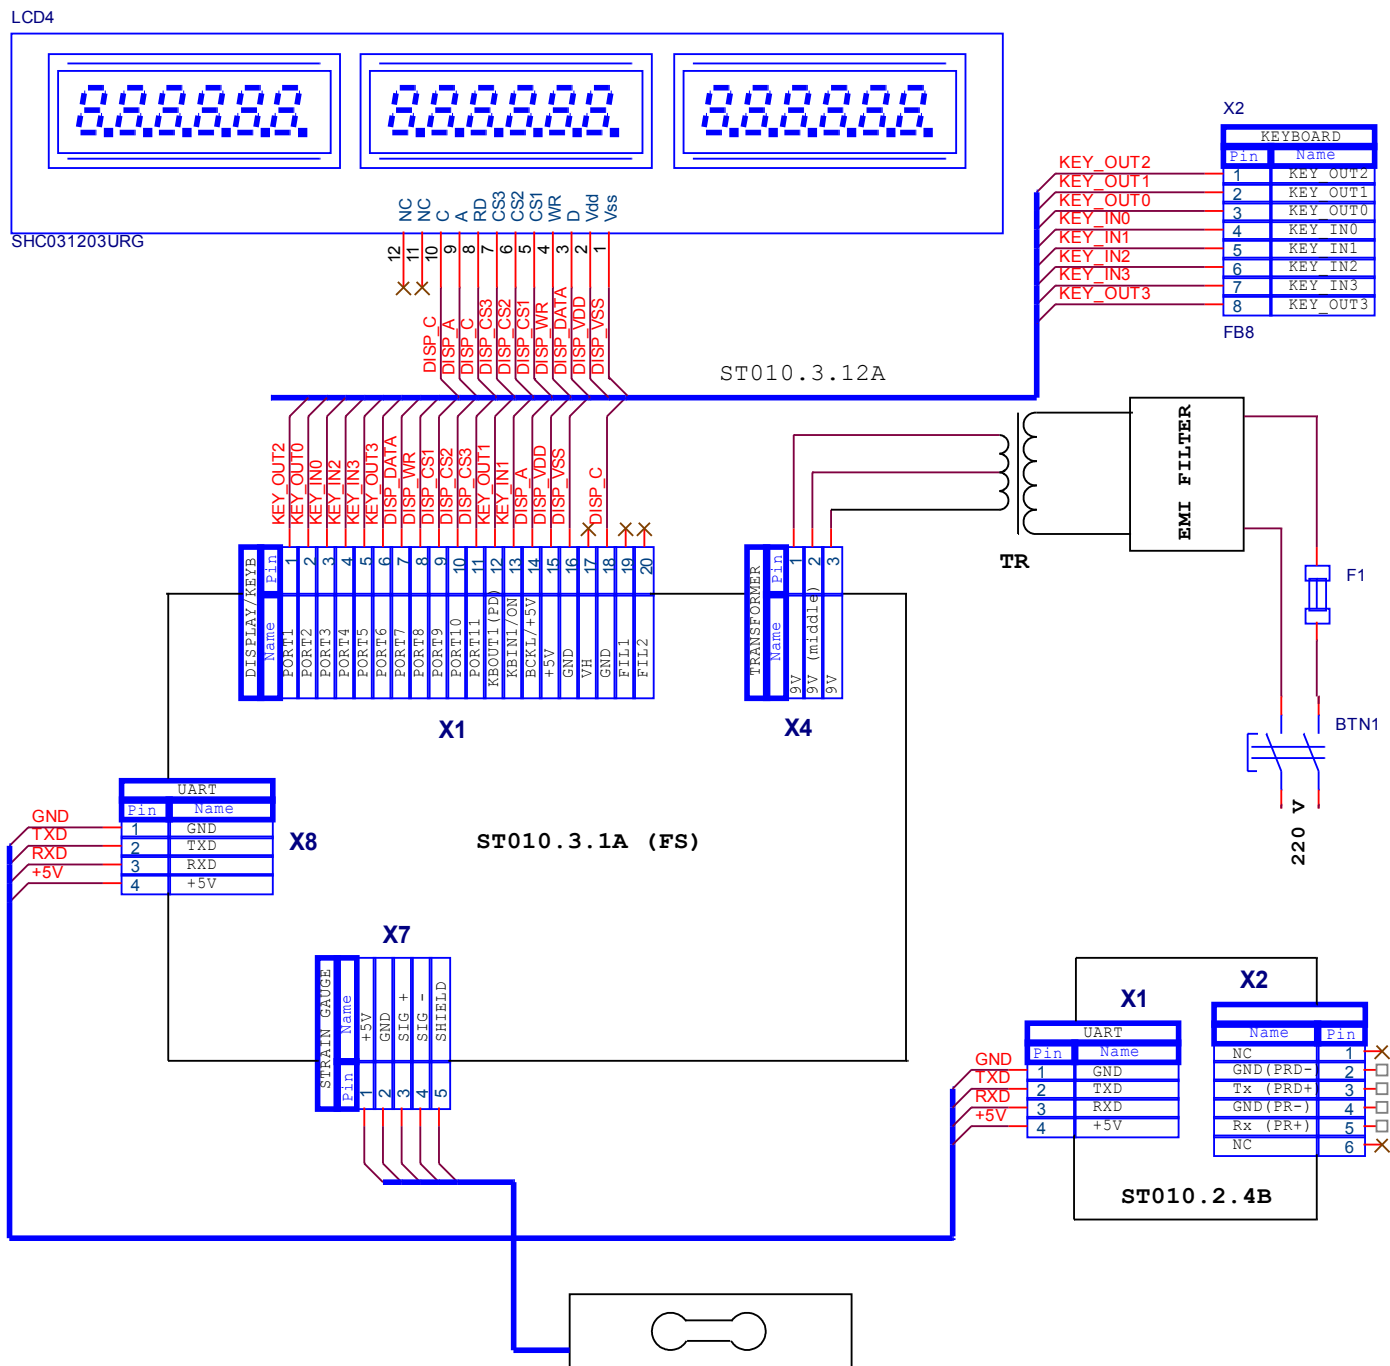 LCD4
SHC031203URG
NC
NC
C
A
RD
CS3
CS2
CS1
WR
D
Vdd
Vss
12
11
10
9
8
7
6
5
4
3
2
1
DISP_C
DISP_A
DISP_C
DISP_CS3
DISP_CS2
DISP_CS1
DISP_WR
DISP_DATA
DISP_VDD
DISP_VSS
X2
KEYBOARD
Pin Name
KEY_OUT2 1 KEY_OUT2
KEY_OUT1 2 KEY_OUT1
KEY_OUT0 3 KEY_OUT0
KEY_IN0 4 KEY_IN0
KEY_IN1 5 KEY_IN1
KEY_IN2 6 KEY_IN2
KEY_IN3 7 KEY_IN3
KEY_OUT3 8 KEY_OUT3
FB8
ST010.3.12A
KEY_OUT2
KEY_OUT0
KEY_IN0
KEY_IN2
KEY_IN3
KEY_OUT3
DISP_DATA
DISP_WR
DISP_CS1
DISP_CS2
DISP_CS3
KEY_OUT1
KEY_IN1
DISP_A
DISP_VDD
DISP_VSS
DISP_C
DISPLAY/KEYB
Name Pin
PORT1 1
PORT2 2
PORT3 3
PORT4 4
PORT5 5
PORT6 6
PORT7 7
PORT8 8
PORT9 9
PORT10 10
PORT11 11
KBOUT1(PD) 12
KBIN1/ON 13
BCKL/+5V 14
+5V 15
GND 16
VH 17
GND 18
FIL1 19
FIL2 20
X1
TRANSFORMER
Name Pin
9V 1
9V (middle) 2
9V 3
X4
TR
EMI FILTER
F1
BTN1
220 V
UART
Pin Name
GND 1 GND
TXD 2 TXD
RXD 3 RXD
+5V 4 +5V
X8
ST010.3.1A (FS)
X7
STRAIN GAUGE
Pin Name
1 +5V
2 GND
3 SIG +
4 SIG -
5 SHIELD
X1
UART
Pin Name
GND 1 GND
TXD 2 TXD
RXD 3 RXD
+5V 4 +5V
X2
Name Pin
NC 1
GND(PRD- 2
Tx (PRD+ 3
GND(PR-) 4
Rx (PR+) 5
NC 6
ST010.2.4B